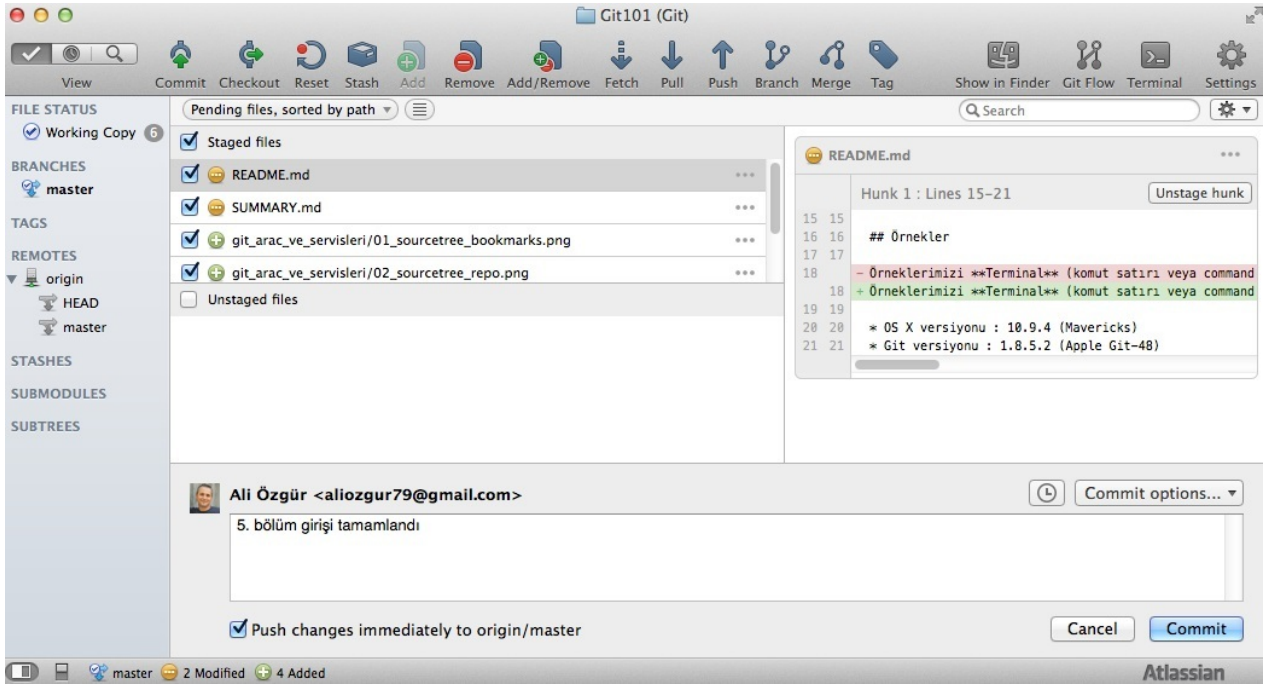 Git101 (Git)
View Commit Checkout Reset Stash Add Remove Add/Remove Fetch Pull Push Branch Merge Tag Show in Finder Git Flow Terminal Settings
FILE STATUS
Working Copy 6
BRANCHES
master
TAGS
REMOTES
origin
HEAD
master
STASHES
SUBMODULES
SUBTREES
Pending files, sorted by path
Search
Staged files
README.md
SUMMARY.md
git_arac_ve_servisleri/01_sourcetree_bookmarks.png
git_arac_ve_servisleri/02_sourcetree_repo.png
Unstaged files
README.md
Hunk 1 : Lines 15-21 Unstage hunk
15 15
16 16 ## Örnekler
17 17
18 - Örneklerimizi **Terminal** (komut satırı veya command
18 + Örneklerimizi **Terminal** (komut satırı veya command
19 19
20 20 * OS X versiyonu : 10.9.4 (Mavericks)
21 21 * Git versiyonu : 1.8.5.2 (Apple Git-48)
Ali Özgür <aliozgur79@gmail.com>
Commit options...
5. bölüm girişi tamamlandı
Push changes immediately to origin/master
Cancel Commit
master 2 Modified 4 Added
Atlassian